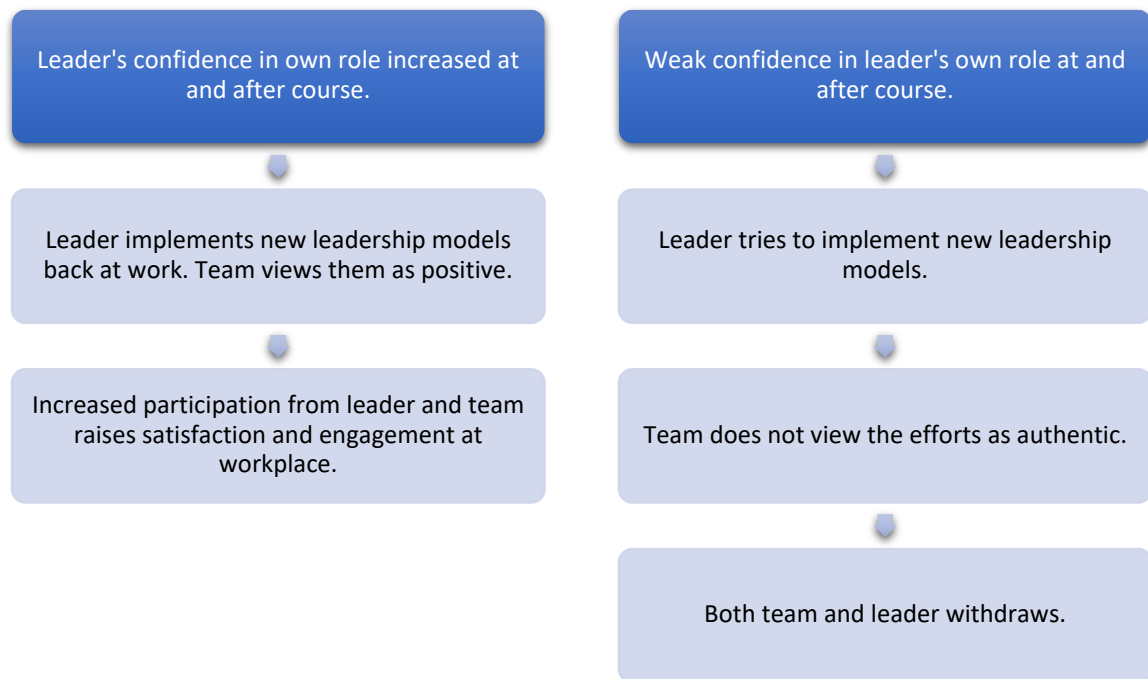 Leader's confidence in own role increased at
and after course.
Leader implements new leadership models
back at work. Team views them as positive.
Increased participation from leader and team
raises satisfaction and engagement at
workplace.
Weak confidence in leader's own role at and
after course.
Leader tries to implement new leadership
models.
Team does not view the efforts as authentic.
Both team and leader withdraws.